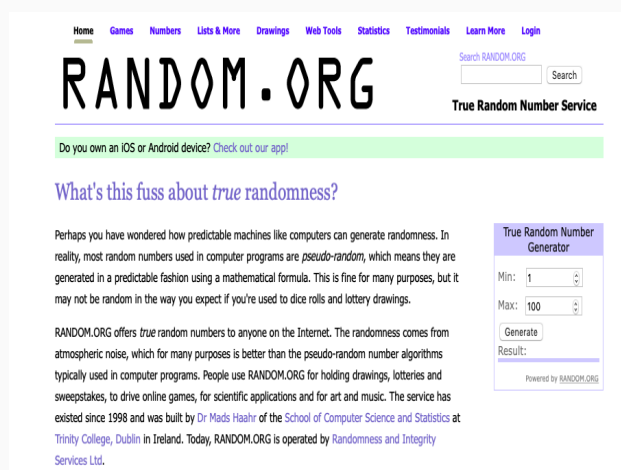 Home Games Numbers Lists & More Drawings Web Tools Statistics Testimonials Learn More Login
RANDOM.ORG
Search RANDOM.ORG
Search
True Random Number Service
Do you own an iOS or Android device? Check out our app!
What's this fuss about true randomness?
Perhaps you have wondered how predictable machines like computers can generate randomness. In
reality, most random numbers used in computer programs are pseudo-random, which means they are
generated in a predictable fashion using a mathematical formula. This is fine for many purposes, but it
may not be random in the way you expect if you're used to dice rolls and lottery drawings.
RANDOM.ORG offers true random numbers to anyone on the Internet. The randomness comes from
atmospheric noise, which for many purposes is better than the pseudo-random number algorithms
typically used in computer programs. People use RANDOM.ORG for holding drawings, lotteries and
sweepstakes, to drive online games, for scientific applications and for art and music. The service has
existed since 1998 and was built by Dr Mads Haahr of the School of Computer Science and Statistics at
Trinity College, Dublin in Ireland. Today, RANDOM.ORG is operated by Randomness and Integrity
Services Ltd.
True Random Number
Generator
Min: 1
Max: 100
Generate
Result:
Powered by RANDOM.ORG